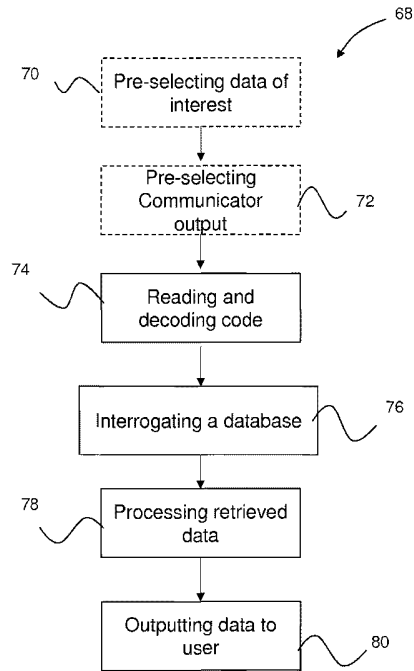 68
70
Pre-selecting data of
interest
Pre-selecting
Communicator
output
72
74
Reading and
decoding code
Interrogating a database
76
78
Processing retrieved
data
Outputting data to
user
80